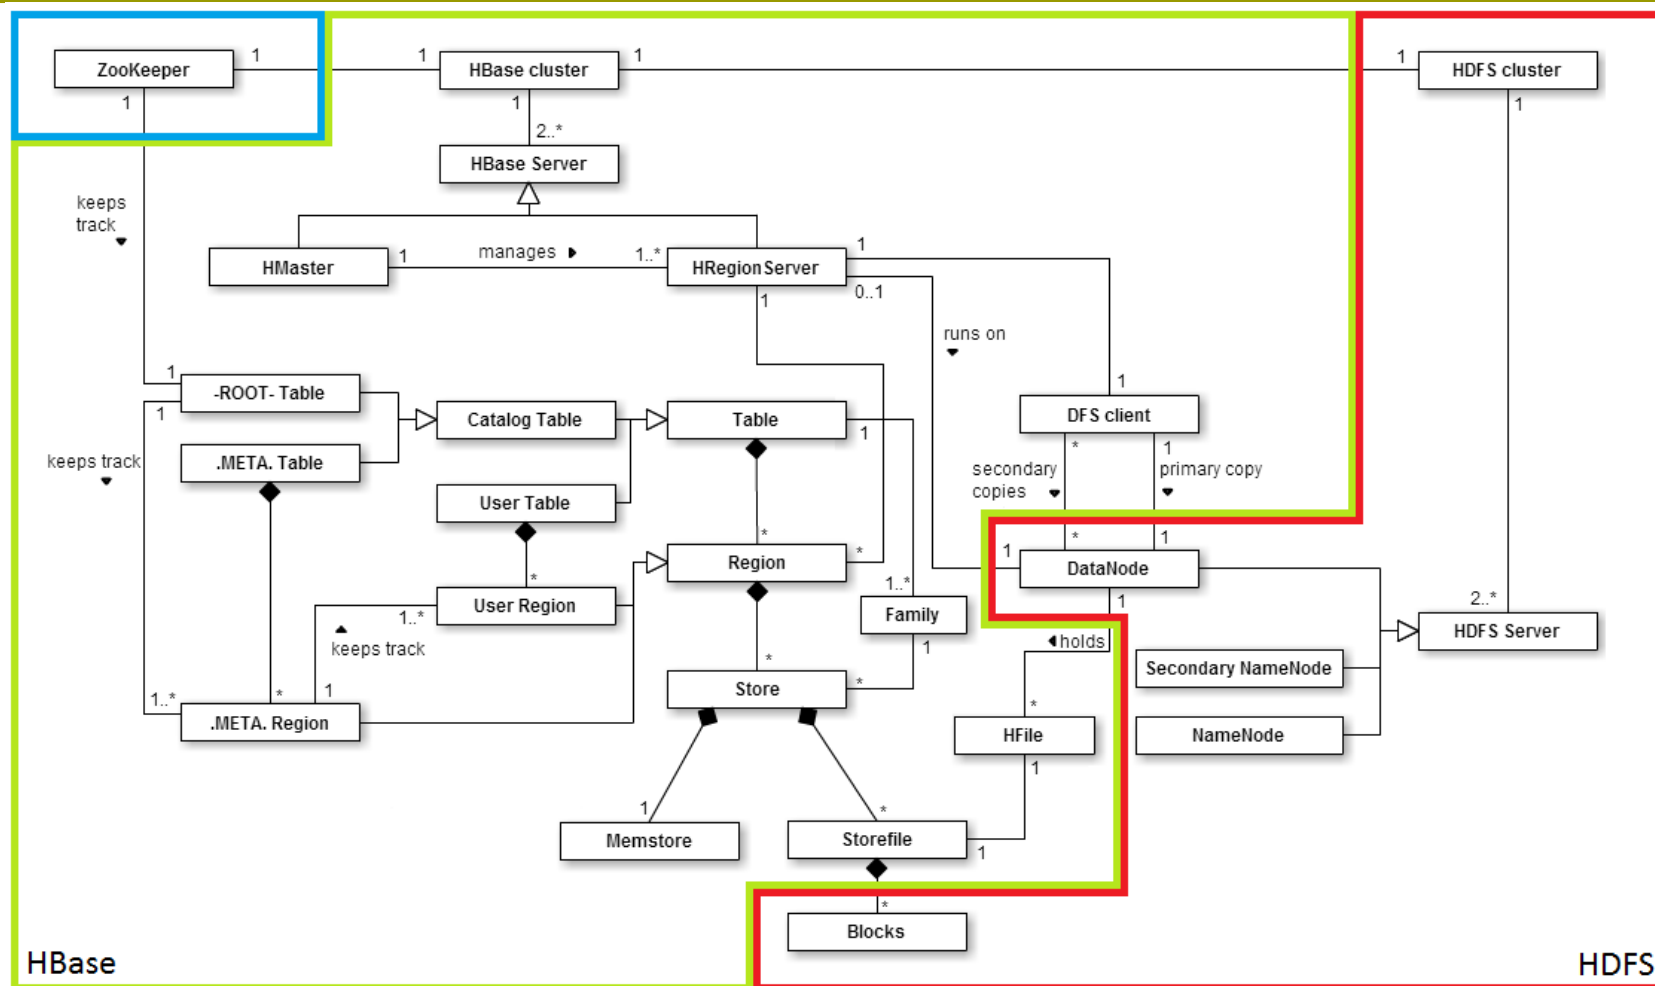 ZooKeeper
1
1
HBase cluster
1
1
HDFS cluster
1
1
1
2..*
HBase Server
keeps
track
HMaster
1
manages
1..*
HRegionServer
1
0..1
1
runs on
1
-ROOT- Table
1
1
DFS client
Catalog Table
Table
1
*
1
keeps track
.META. Table
secondary
copies
primary copy
User Table
*
*
1
Region
*
1
DataNode
*
1..*
1
2..*
User Region
1..*
Family
HDFS Server
keeps track
1
holds
*
Secondary NameNode
1..*
*
1
Store
*
*
.META. Region
HFile
NameNode
1
1
*
Memstore
Storefile
1
*
Blocks
HBase
HDFS